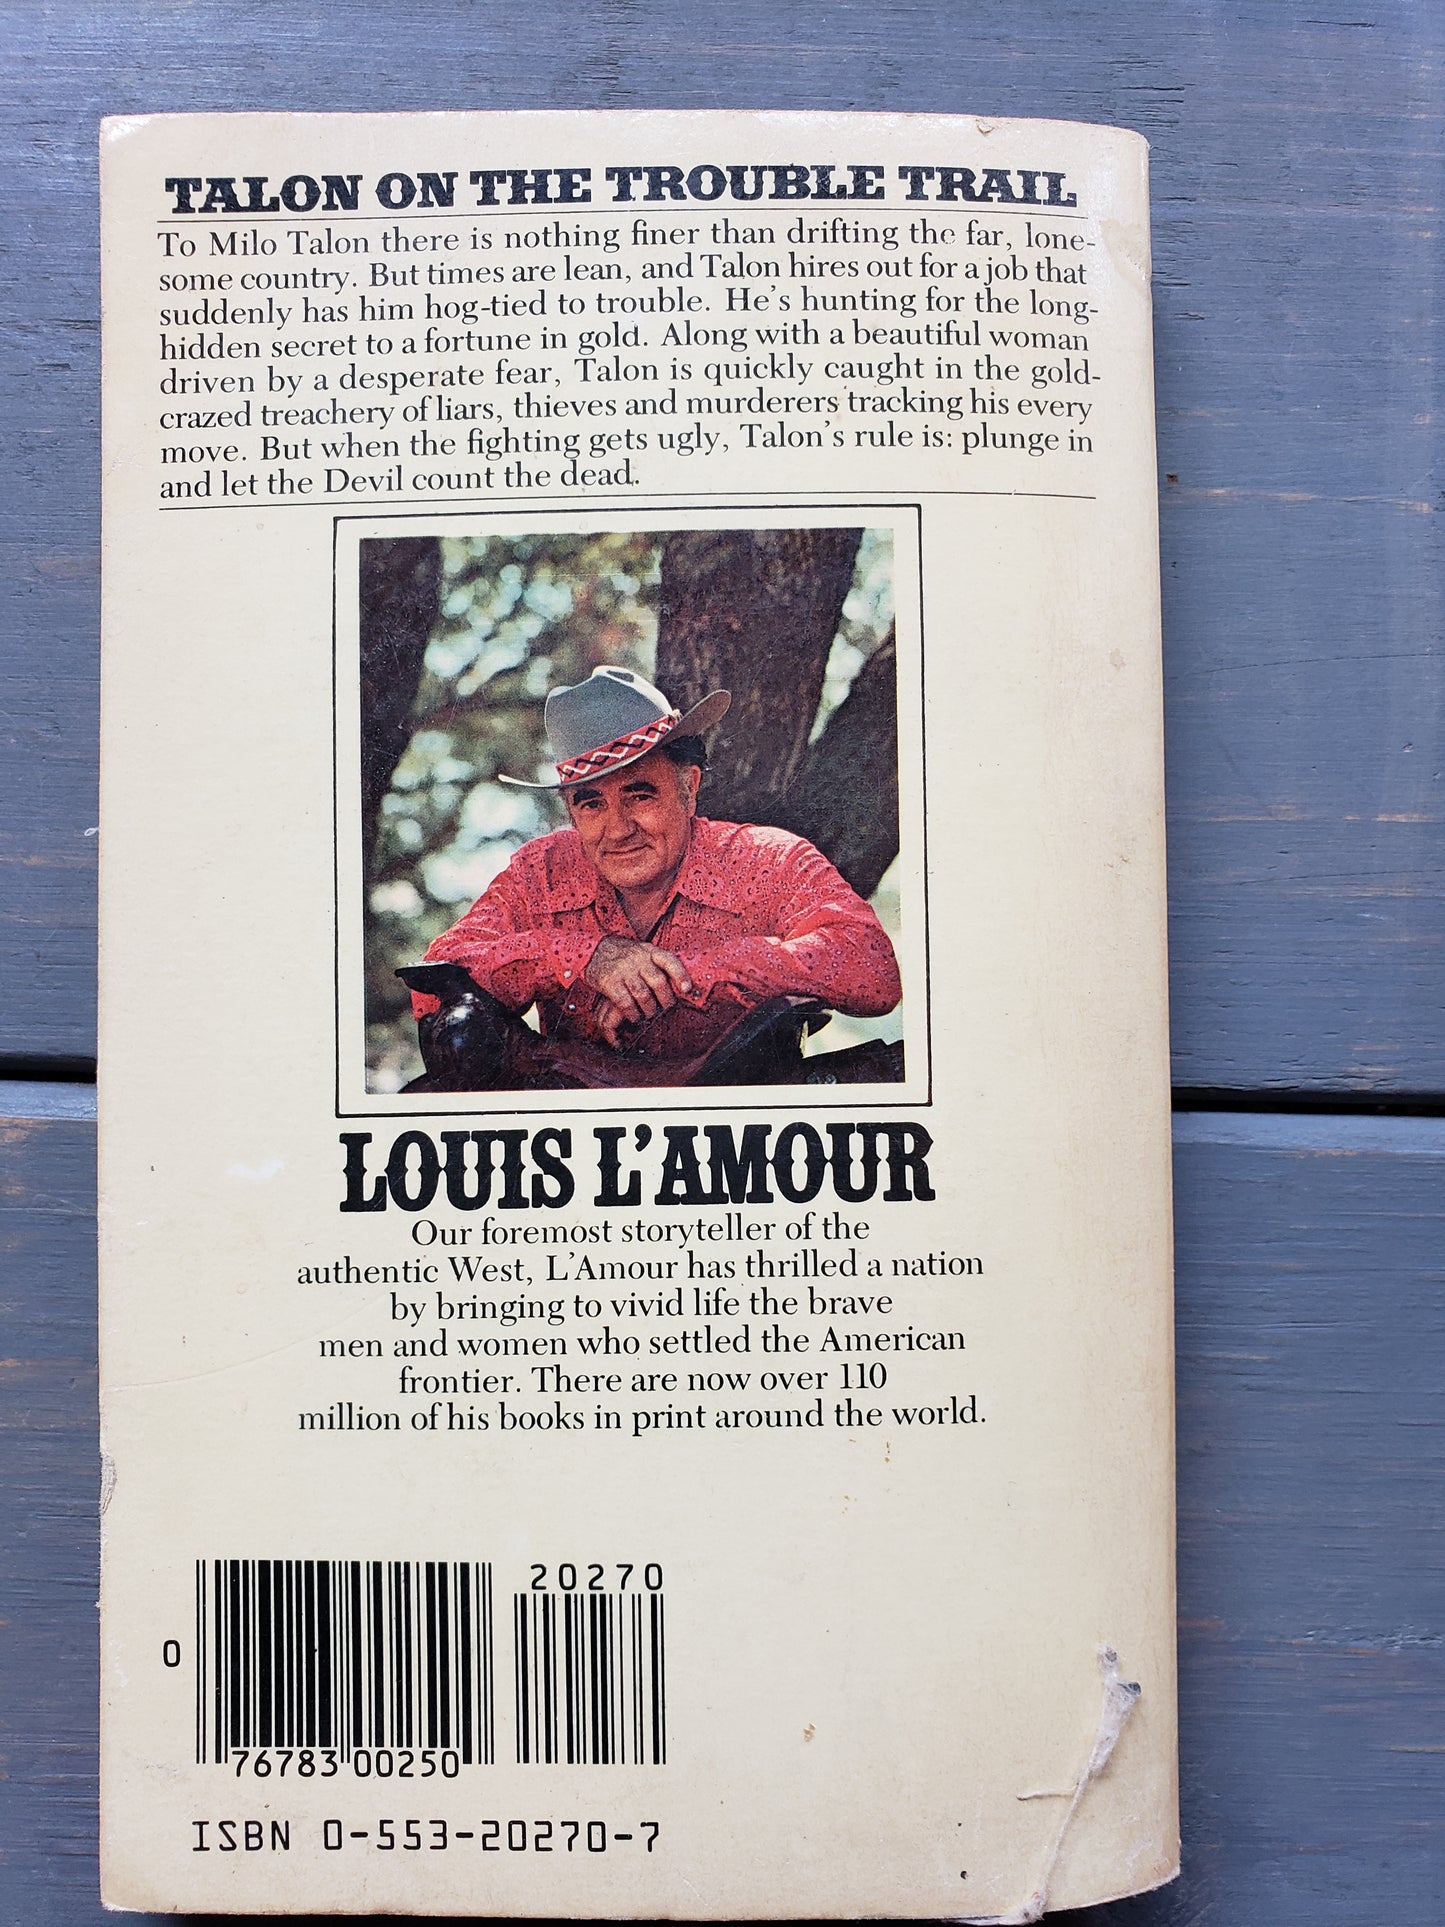 TALON ON THE TROUBLE TRAIL
To Milo Talon there is nothing finer than drifting the far, lone-
some country. But times are lean, and Talon hires out for a job that
suddenly has him hog-tied to trouble. He's hunting for the long-
hidden secret to a fortune in gold. Along with a beautiful woman
driven by a desperate fear, Talon is quickly caught in the gold-
crazed treachery of liars, thieves and murderers tracking his every
move. But when the fighting gets ugly, Talon's rule is: plunge in
and let the Devil count the dead.
LOUIS L'AMOUR
Our foremost storyteller of the
authentic West, L'Amour has thrilled a nation
by bringing to vivid life the brave
men and women who settled the American
frontier. There are now over 110
million of his books in print around the world.
20270
0
76783 00250
ISBN 0-553-20270-7